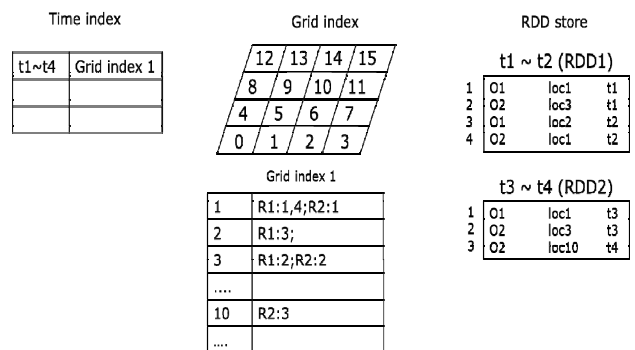 Time index
t1~t4 Grid index 1
Grid index
12 13 14 15
8 9 10 11
4 5 6 7
0 1 2 3
Grid index 1
1 R1:1,4;R2:1
2 R1:3;
3 R1:2;R2:2
....
10 R2:3
....
RDD store
t1 ~ t2 (RDD1)
1 O1 loc1 t1
2 O2 loc3 t1
3 O1 loc2 t2
4 O2 loc1 t2
t3 ~ t4 (RDD2)
1 O1 loc1 t3
2 O2 loc3 t3
3 O2 loc10 t4